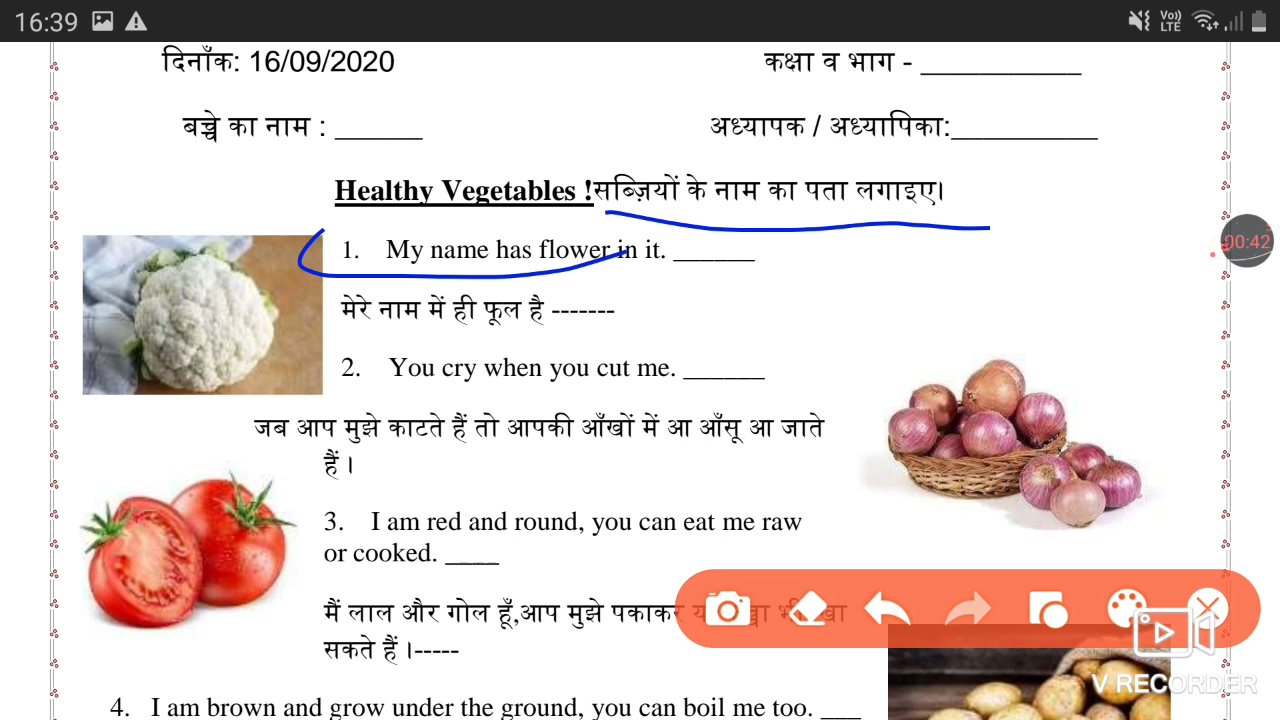 16:39
Vo)) LTE
दिनाँक: 16/09/2020 कक्षा व भाग - ___________
बच्चे का नाम : ______ अध्यापक / अध्यापिका:__________
Healthy Vegetables !सब्ज़ियों के नाम का पता लगाइए।
00:42
1. My name has flower in it. ______
मेरे नाम में ही फूल है -------
2. You cry when you cut me. ______
जब आप मुझे काटते हैं तो आपकी आँखों में आ आँसू आ जाते
हैं ।
3. I am red and round, you can eat me raw
or cooked. ____
मैं लाल और गोल हूँ,आप मुझे पकाकर
सकते हैं ।-----
V RECORDER
4. I am brown and grow under the ground, you can boil me too. ___